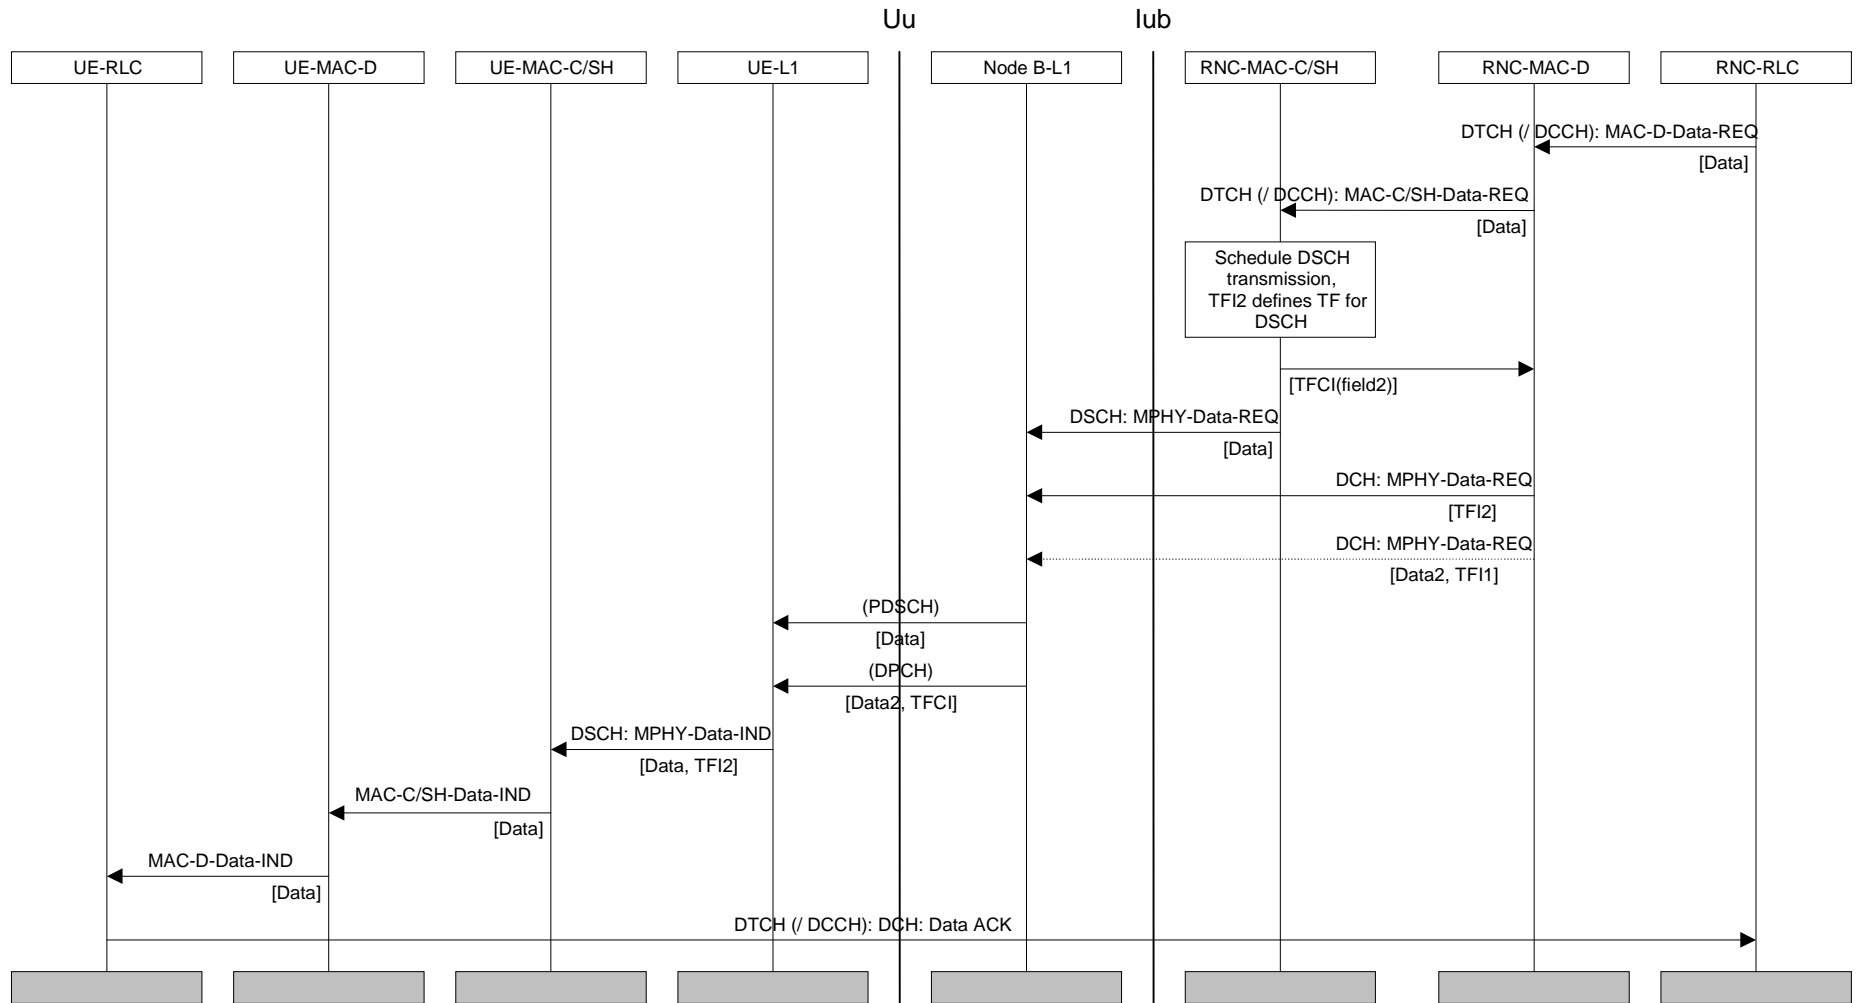 Uu
Iub
UE-RLC
UE-MAC-D
UE-MAC-C/SH
UE-L1
Node B-L1
RNC-MAC-C/SH
RNC-MAC-D
RNC-RLC
DTCH (/ DCCH): MAC-D-Data-REQ
[Data]
DTCH (/ DCCH): MAC-C/SH-Data-REQ
[Data]
Schedule DSCH
transmission,
TFI2 defines TF for
DSCH
[TFCI(field2)]
DSCH: MPHY-Data-REQ
[Data]
DCH: MPHY-Data-REQ
[TFI2]
DCH: MPHY-Data-REQ
[Data2, TFI1]
(PDSCH)
[Data]
(DPCH)
[Data2, TFCI]
DSCH: MPHY-Data-IND
[Data, TFI2]
MAC-C/SH-Data-IND
[Data]
MAC-D-Data-IND
[Data]
DTCH (/ DCCH): DCH: Data ACK